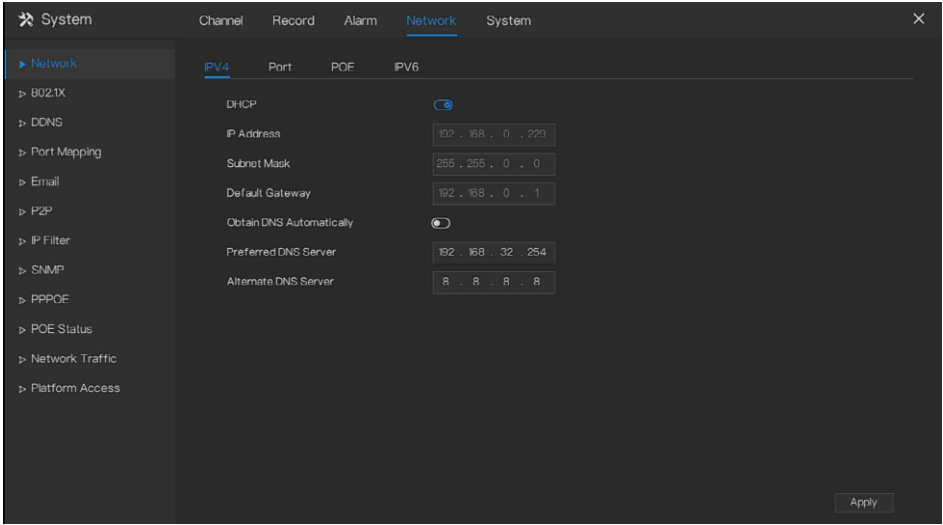 System
Channel Record Alarm Network System
Network
802.1X
DDNS
Port Mapping
Email
P2P
IP Filter
SNMP
PPPOE
POE Status
Network Traffic
Platform Access
IPV4 Port POE IPV6
DHCP
IP Address 192 . 168 . 0 . 229
Subnet Mask 255 . 255 . 0 . 0
Default Gateway 192 . 168 . 0 . 1
Obtain DNS Automatically
Preferred DNS Server 192 . 168 . 32 . 254
Alternate DNS Server 8 . 8 . 8 . 8
Apply